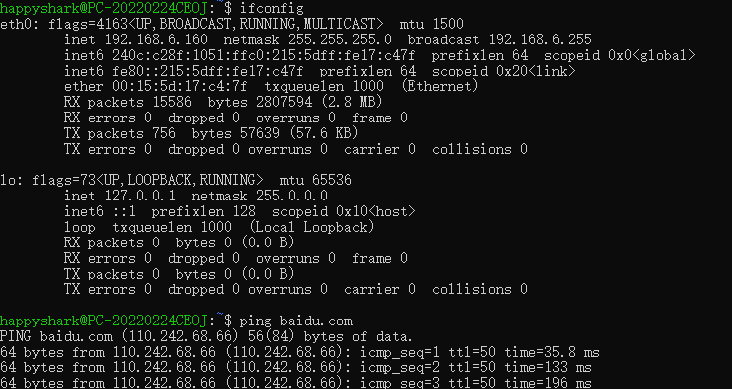 happyshark@PC-20220224CEOJ:~$ ifconfig
eth0: flags=4163<UP,BROADCAST,RUNNING,MULTICAST>  mtu 1500
        inet 192.168.6.160  netmask 255.255.255.0  broadcast 192.168.6.255
        inet6 240c:c28f:1051:ffc0:215:5dff:fe17:c47f  prefixlen 64  scopeid 0x0<global>
        inet6 fe80::215:5dff:fe17:c47f  prefixlen 64  scopeid 0x20<link>
        ether 00:15:5d:17:c4:7f  txqueuelen 1000  (Ethernet)
        RX packets 15586  bytes 2807594 (2.8 MB)
        RX errors 0  dropped 0  overruns 0  frame 0
        TX packets 756  bytes 57639 (57.6 KB)
        TX errors 0  dropped 0 overruns 0  carrier 0  collisions 0

lo: flags=73<UP,LOOPBACK,RUNNING>  mtu 65536
        inet 127.0.0.1  netmask 255.0.0.0
        inet6 ::1  prefixlen 128  scopeid 0x10<host>
        loop  txqueuelen 1000  (Local Loopback)
        RX packets 0  bytes 0 (0.0 B)
        RX errors 0  dropped 0  overruns 0  frame 0
        TX packets 0  bytes 0 (0.0 B)
        TX errors 0  dropped 0 overruns 0  carrier 0  collisions 0

happyshark@PC-20220224CEOJ:~$ ping baidu.com
PING baidu.com (110.242.68.66) 56(84) bytes of data.
64 bytes from 110.242.68.66 (110.242.68.66): icmp_seq=1 ttl=50 time=35.8 ms
64 bytes from 110.242.68.66 (110.242.68.66): icmp_seq=2 ttl=50 time=133 ms
64 bytes from 110.242.68.66 (110.242.68.66): icmp_seq=3 ttl=50 time=196 ms